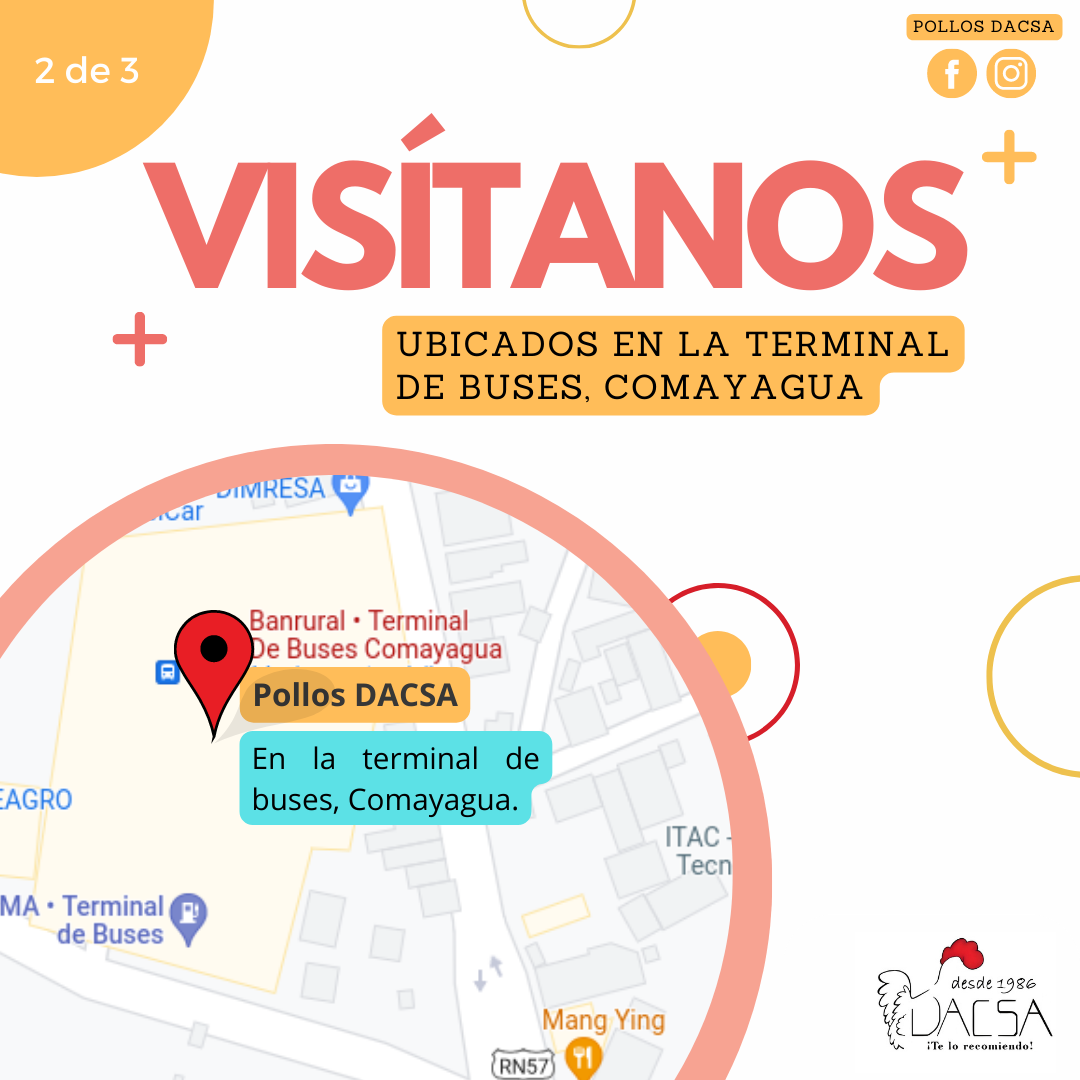 POLLOS DACSA
2 de 3
VISÍTANOS
UBICADOS EN LA TERMINAL
DE BUSES, COMAYAGUA
DIMRESA
Car
Banrural • Terminal
De Buses Comayagua
Pollos DACSA
En la terminal de
buses, Comayagua.
EAGRO
ITAC -
Tecn
MA • Terminal
de Buses
Mang Ying
RN57
desde 1986
DACSA
¡Te lo recomiendo!